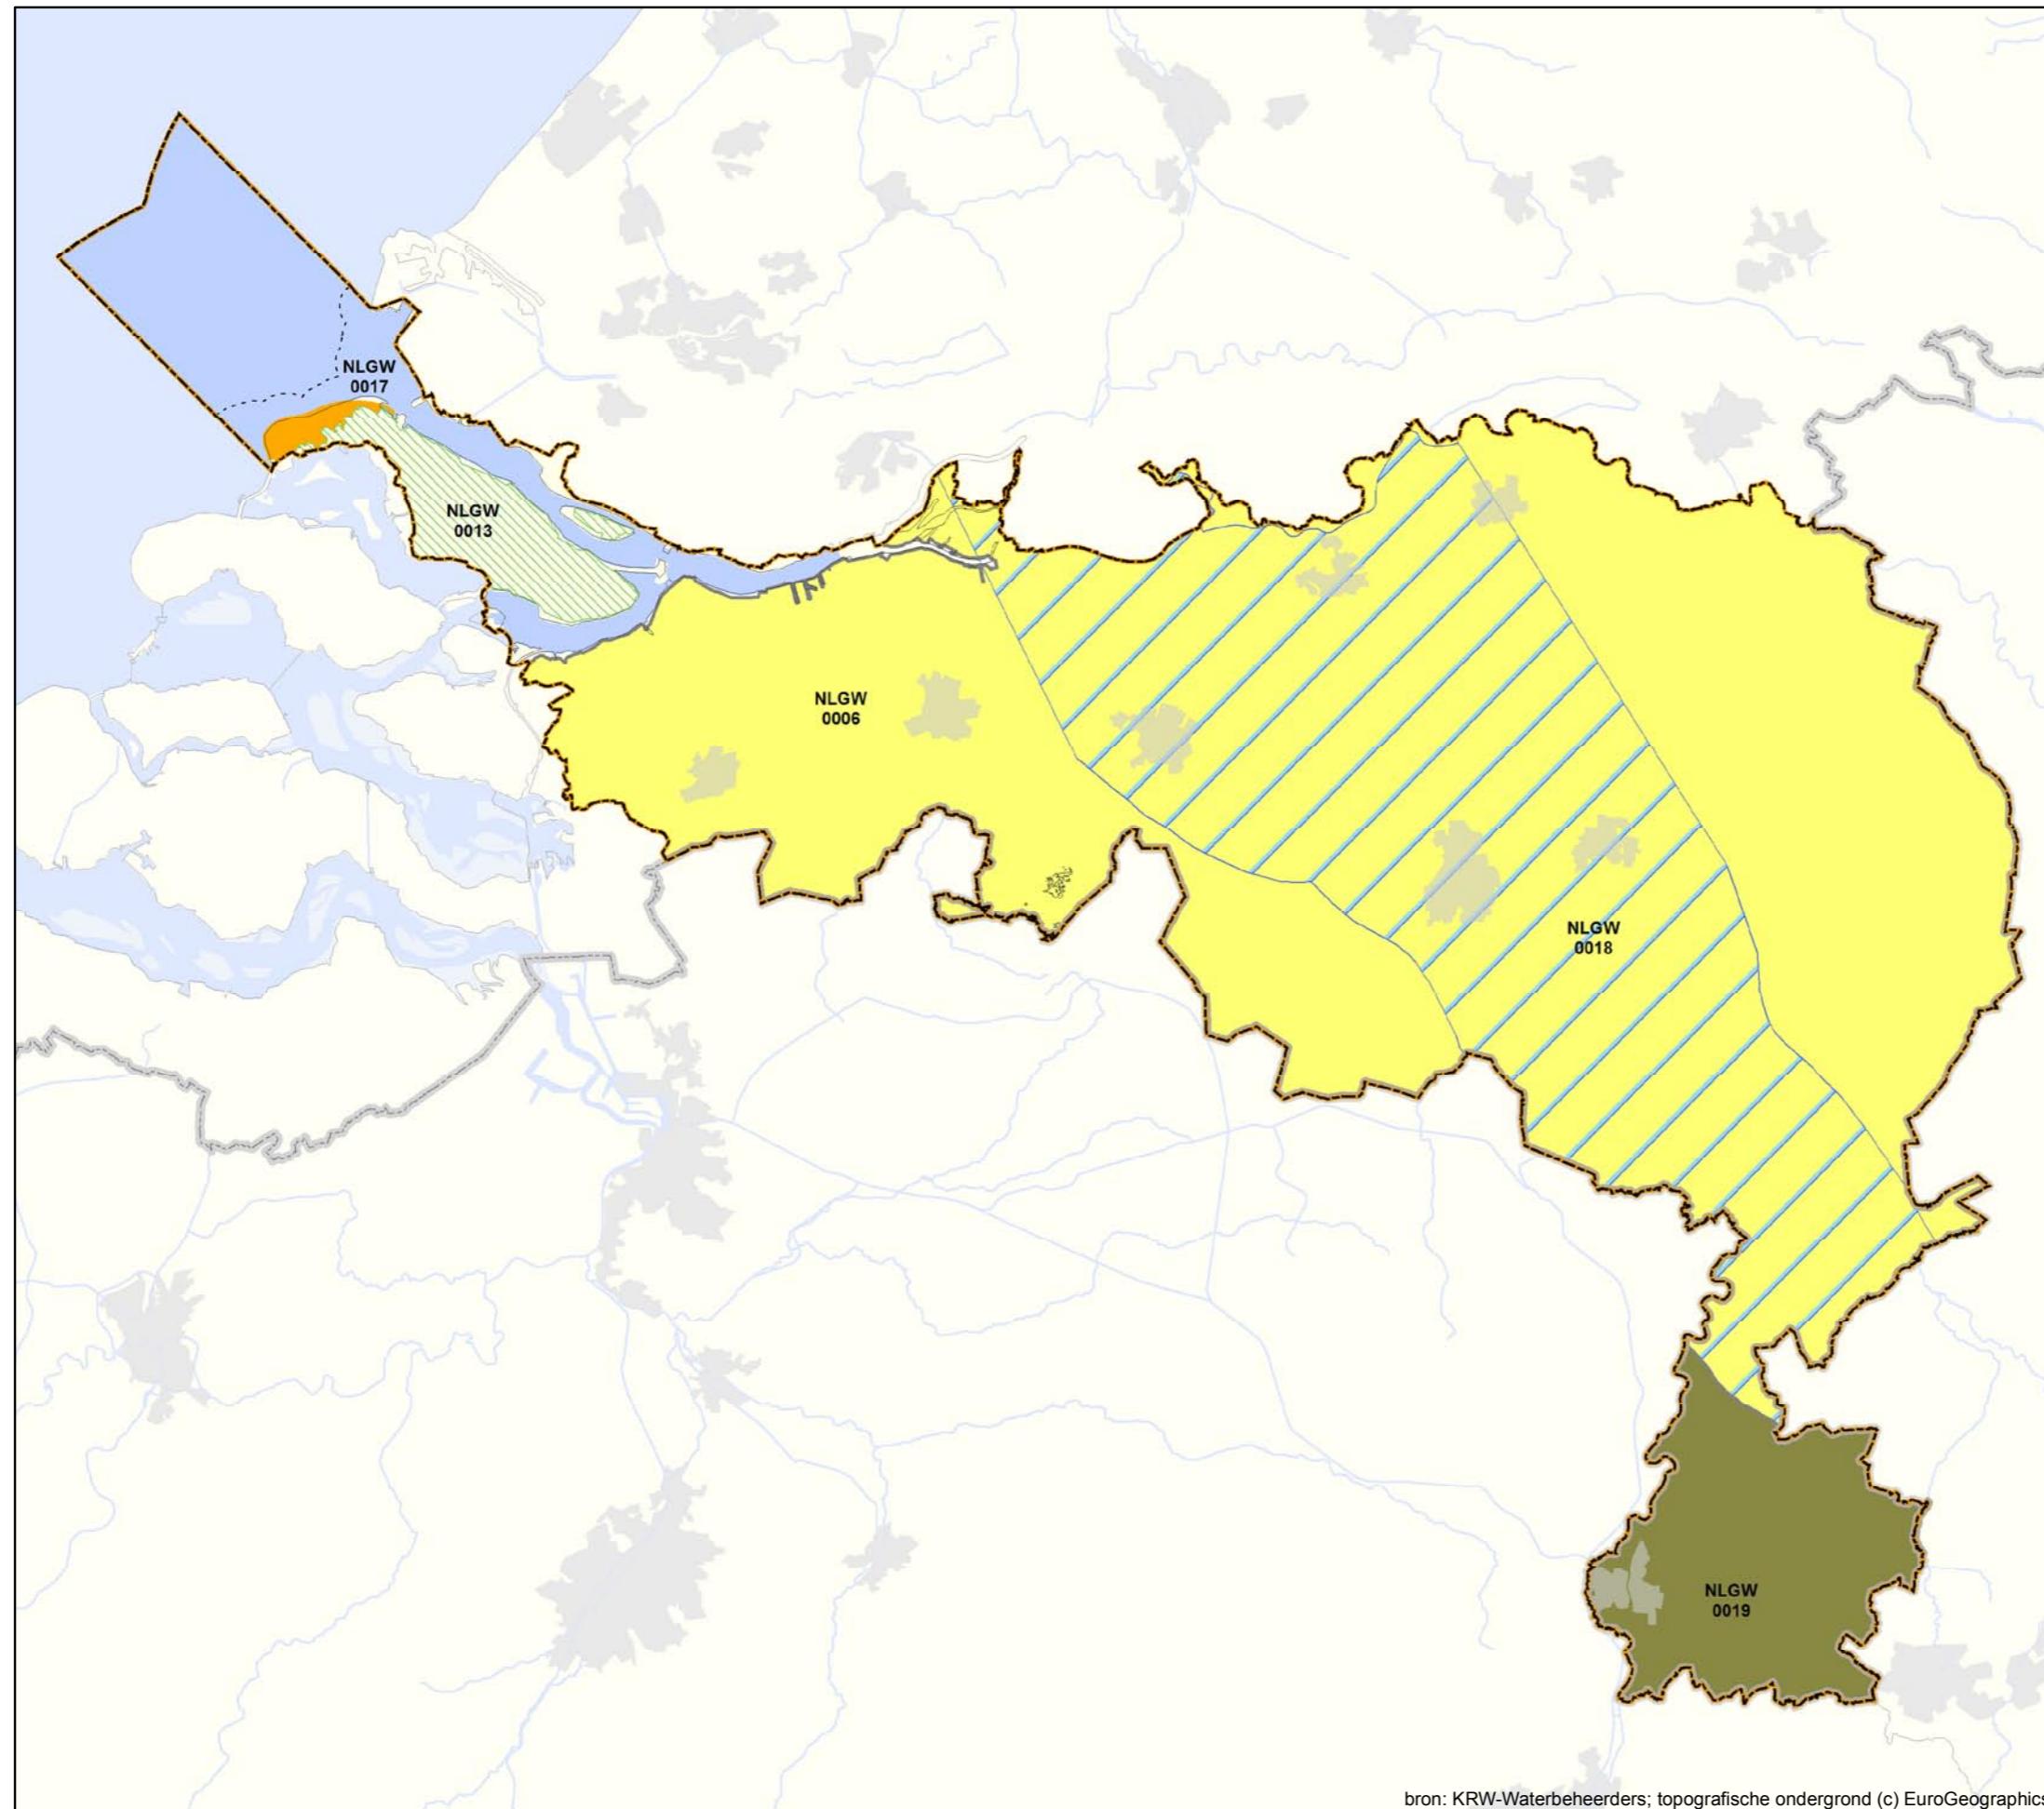 NLGW
0017
NLGW
0013
NLGW
0006
NLGW
0018
NLGW
0019
bron: KRW-Waterbeheerders; topografische ondergrond (c) EuroGeographics